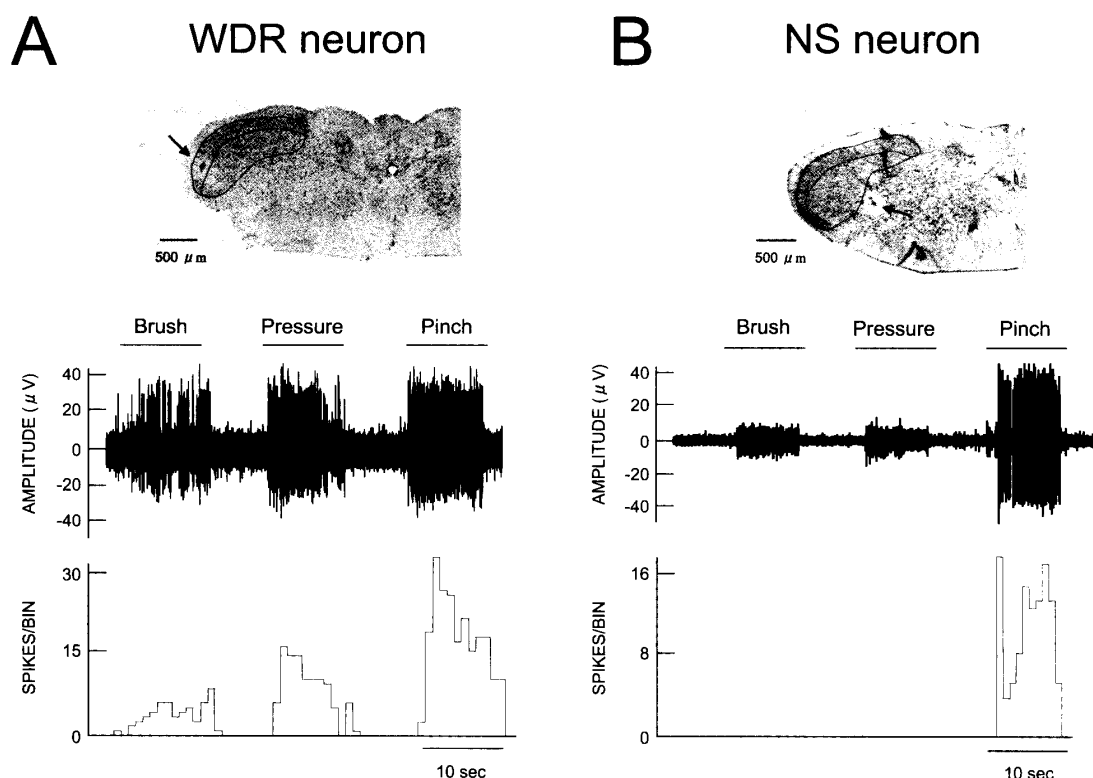 A WDR neuron
500 μm
Brush Pressure Pinch
AMPLITUDE (μV)
40
20
0
-20
-40
SPIKES/BIN
30
15
0
10 sec
B NS neuron
500 μm
Brush Pressure Pinch
AMPLITUDE (μV)
40
20
0
-20
-40
SPIKES/BIN
16
8
0
10 sec